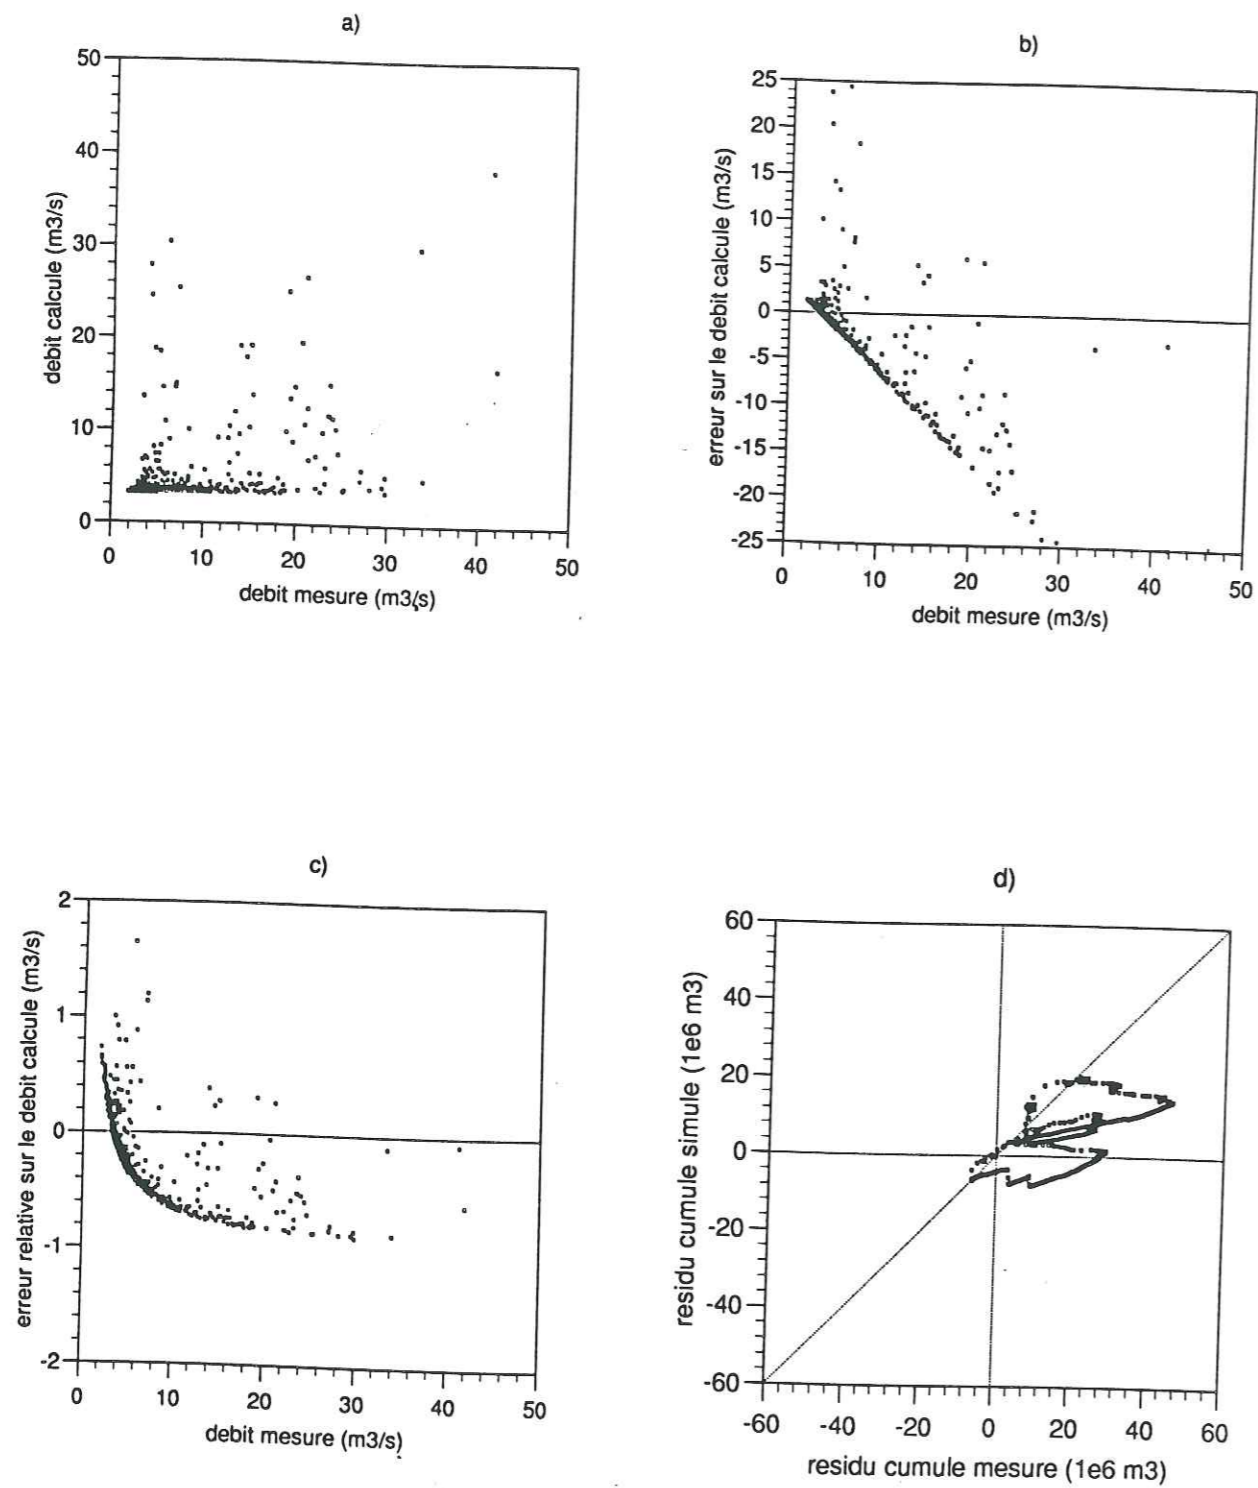 a)
50
40
30
20
10
0
debit calcule (m3/s)
0 10 20 30 40 50
debit mesure (m3/s)
b)
25
20
15
10
5
0
-5
-10
-15
-20
-25
erreur sur le debit calcule (m3/s)
0 10 20 30 40 50
debit mesure (m3/s)
c)
2
1
0
-1
-2
erreur relative sur le debit calcule (m3/s)
0 10 20 30 40 50
debit mesure (m3/s)
d)
60
40
20
0
-20
-40
-60
residu cumule simule (1e6 m3)
-60 -40 -20 0 20 40 60
residu cumule mesure (1e6 m3)